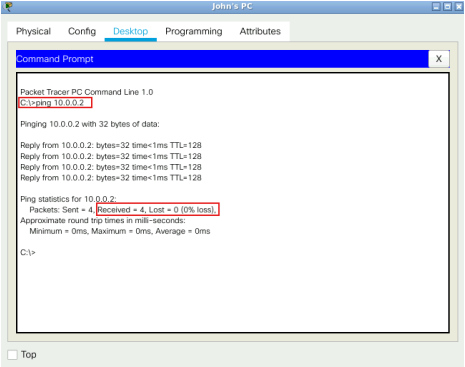 John's PC
Physical Config Desktop Programming Attributes
Command Prompt X
Packet Tracer PC Command Line 1.0
C:\>ping 10.0.0.2
Pinging 10.0.0.2 with 32 bytes of data:
Reply from 10.0.0.2: bytes=32 time<1ms TTL=128
Reply from 10.0.0.2: bytes=32 time<1ms TTL=128
Reply from 10.0.0.2: bytes=32 time<1ms TTL=128
Reply from 10.0.0.2: bytes=32 time<1ms TTL=128
Ping statistics for 10.0.0.2:
Packets: Sent = 4, Received = 4, Lost = 0 (0% loss),
Approximate round trip times in milli-seconds:
Minimum = 0ms, Maximum = 0ms, Average = 0ms
C:\>
Top